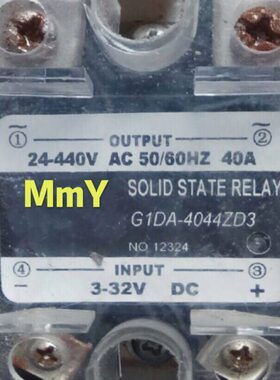 ~ ~
① OUTPUT ②
24-440V AC 50/60HZ 40A
MmY SOLID STATE RELAY
G1DA-4044ZD3
NO 12324
④ INPUT ③
− 3-32V DC +